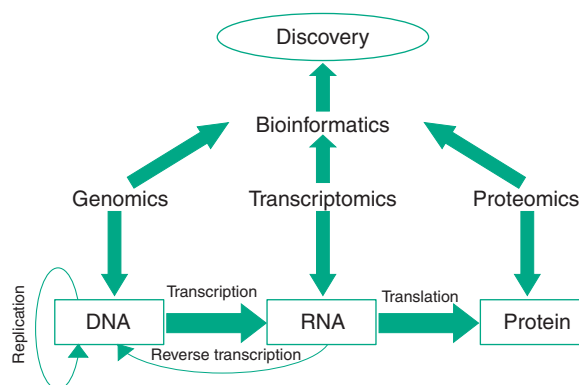 Discovery
Bioinformatics
Genomics
Transcriptomics
Proteomics
Replication
DNA
Transcription
RNA
Translation
Protein
Reverse transcription